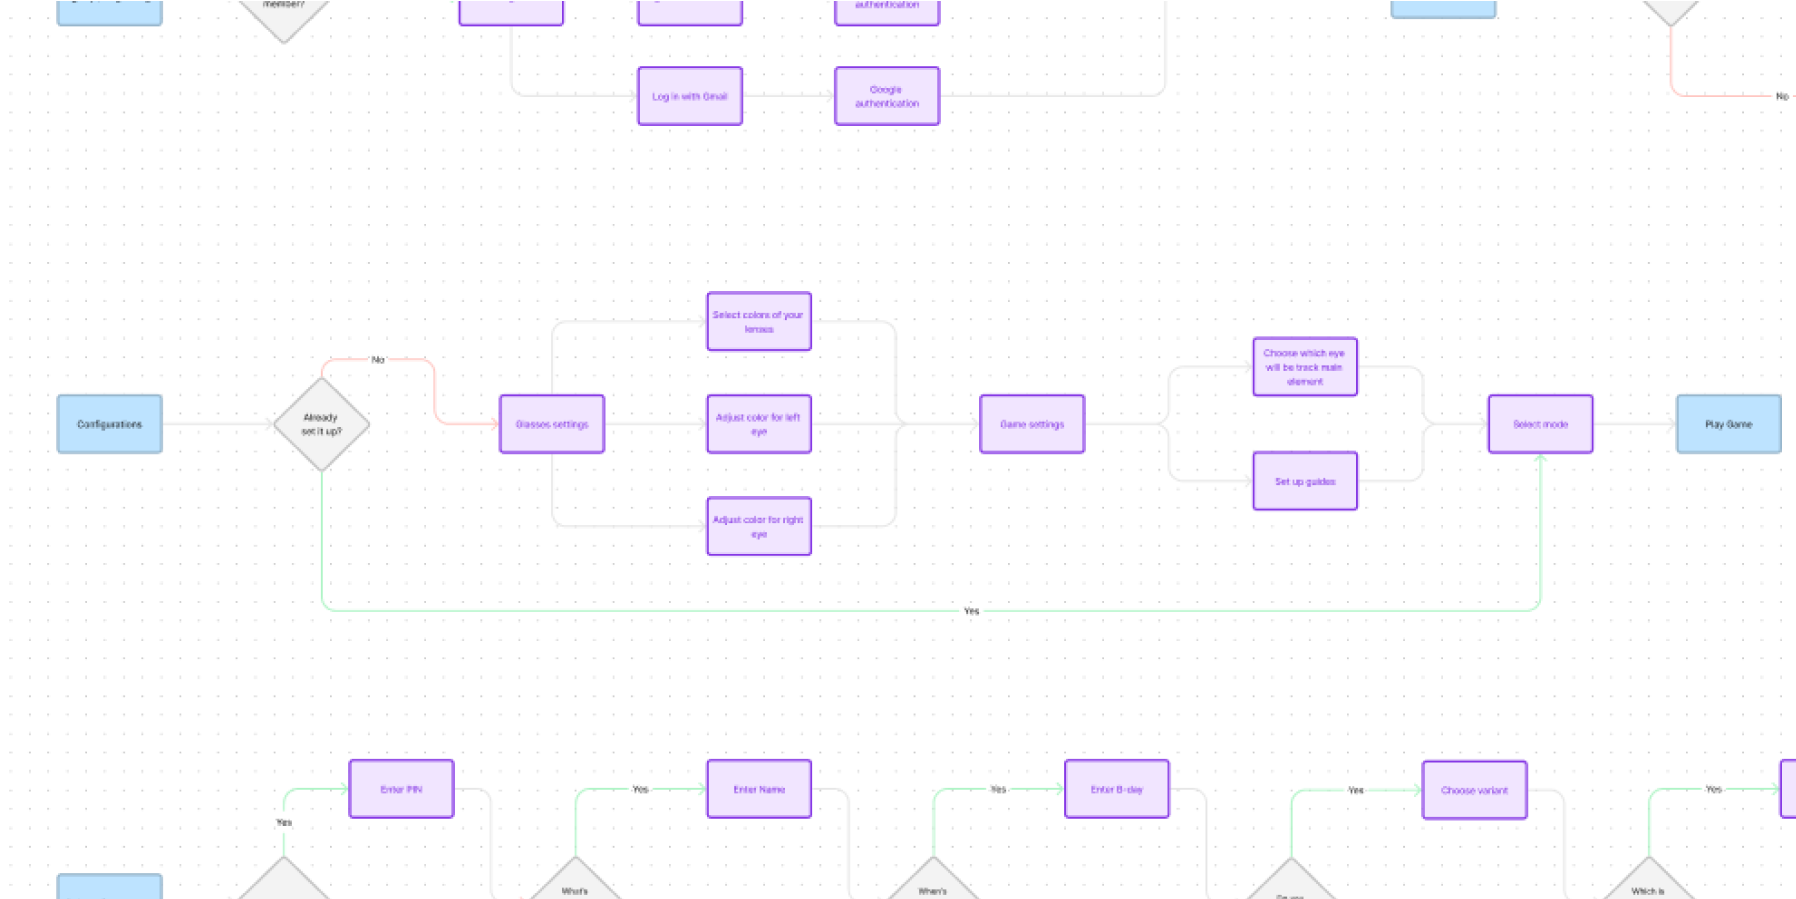 member?
authentication
Log in with Gmail
Google
authentication
No
Select colors of your
lenses
No
Choose which eye
will be track main
element
Configurations
Already
set it up?
Glasses settings
Adjust color for left
eye
Game settings
Select mode
Play Game
Set up guides
Adjust color for right
eye
Yes
Enter PIN
Yes
Enter Name
Yes
Enter B-day
Yes
Choose variant
Yes
Yes
What's
When's
Which is